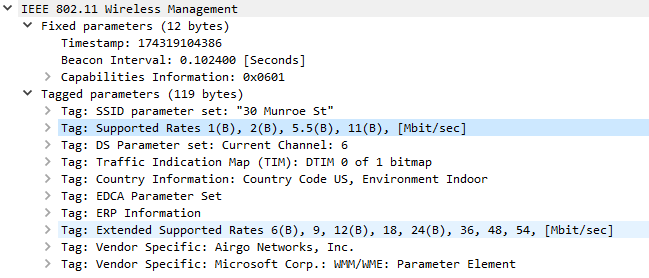 IEEE 802.11 Wireless Management
Fixed parameters (12 bytes)
Timestamp: 174319104386
Beacon Interval: 0.102400 [Seconds]
Capabilities Information: 0x0601
Tagged parameters (119 bytes)
Tag: SSID parameter set: "30 Munroe St"
Tag: Supported Rates 1(B), 2(B), 5.5(B), 11(B), [Mbit/sec]
Tag: DS Parameter set: Current Channel: 6
Tag: Traffic Indication Map (TIM): DTIM 0 of 1 bitmap
Tag: Country Information: Country Code US, Environment Indoor
Tag: EDCA Parameter Set
Tag: ERP Information
Tag: Extended Supported Rates 6(B), 9, 12(B), 18, 24(B), 36, 48, 54, [Mbit/sec]
Tag: Vendor Specific: Airgo Networks, Inc.
Tag: Vendor Specific: Microsoft Corp.: WMM/WME: Parameter Element